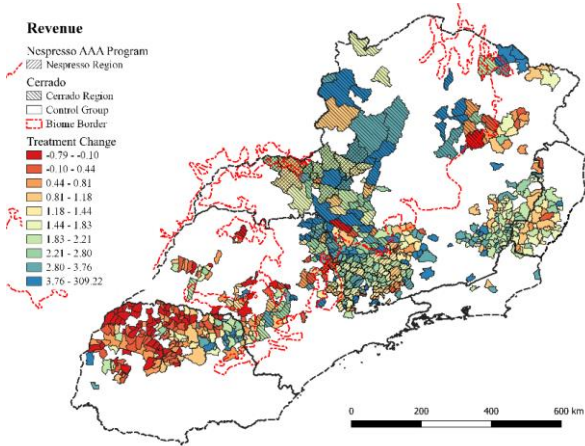 Revenue
Nespresso AAA Program
Nespresso Region
Cerrado
Cerrado Region
Control Group
Biome Border
Treatment Change
-0.79 - -0.10
-0.10 - 0.44
0.44 - 0.81
0.81 - 1.18
1.18 - 1.44
1.44 - 1.83
1.83 - 2.21
2.21 - 2.80
2.80 - 3.76
3.76 - 309.22
0 200 400 600 km